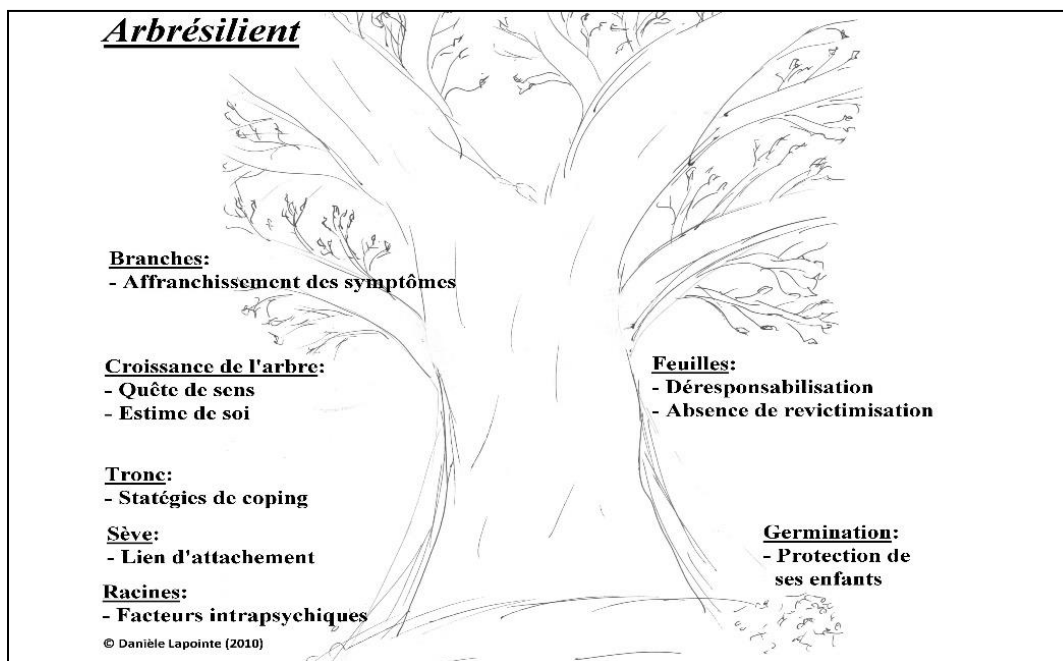 Arbrésilient
Branches:
- Affranchissement des symptômes
Croissance de l'arbre:
- Quête de sens
- Estime de soi
Feuilles:
- Déresponsabilisation
- Absence de revictimisation
Tronc:
- Statégies de coping
Sève:
- Lien d'attachement
Germination:
- Protection de
ses enfants
Racines:
- Facteurs intrapsychiques
© Danièle Lapointe (2010)